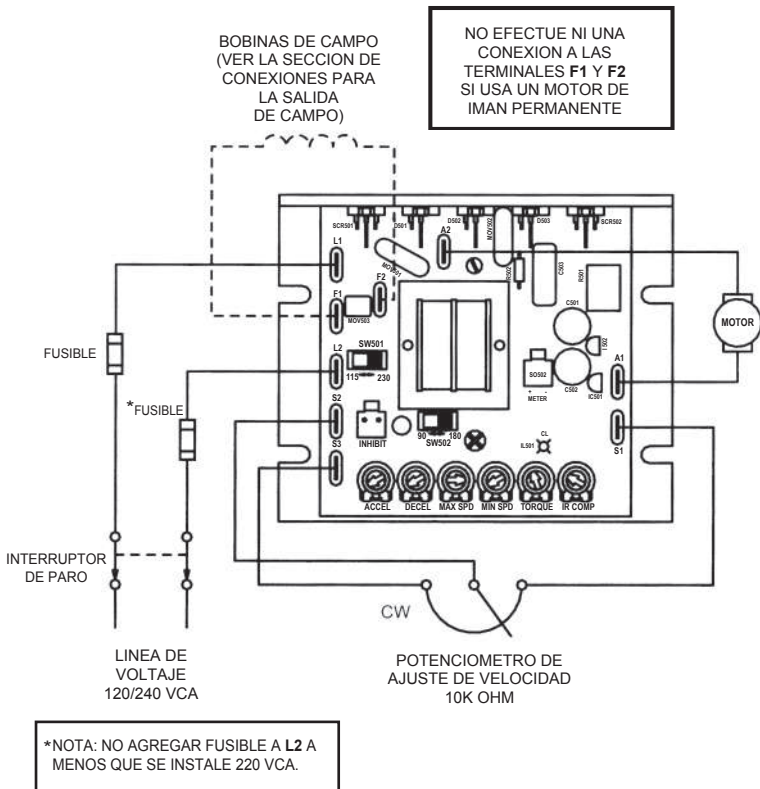 BOBINAS DE CAMPO
(VER LA SECCION DE
CONEXIONES PARA
LA SALIDA
DE CAMPO)
NO EFECTUE NI UNA
CONEXION A LAS
TERMINALES F1 Y F2
SI USA UN MOTOR DE
IMAN PERMANENTE
SCR501
D501
D502
MOV502
D503
SCR502
L1
MOV501
A2
R502
C503
R501
F1
F2
MOV503
C501
MOTOR
FUSIBLE
L2
SW501
115 230
SO502
+ -
METER
C502
IC501
A1
*FUSIBLE
S2
INHIBIT
90 180
SW502
CL
IL501
S1
S3
ACCEL
DECEL
MAX SPD
MIN SPD
TORQUE
IR COMP
INTERRUPTOR
DE PARO
CW
LINEA DE
VOLTAJE
120/240 VCA
POTENCIOMETRO DE
AJUSTE DE VELOCIDAD
10K OHM
*NOTA: NO AGREGAR FUSIBLE A L2 A
MENOS QUE SE INSTALE 220 VCA.